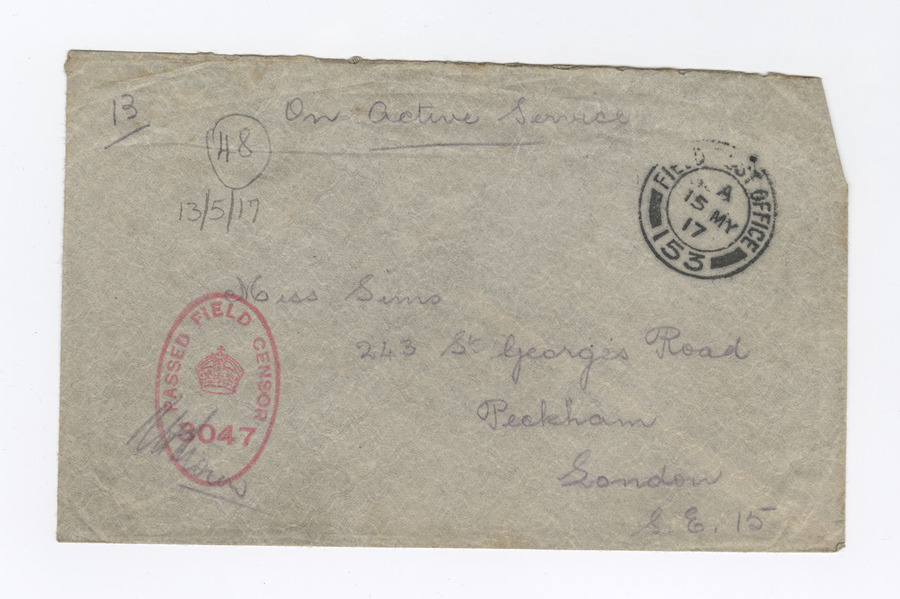 13
On Active Service
48
13/5/17
FIELD POST OFFICE
A
15 MY
17
153
Miss Sims
243 St George's Road
Peckham
London
S.E. 15
PASSED FIELD CENSOR
3047